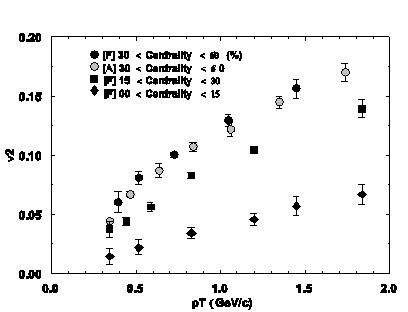 0.20
[P] 30 < Centrality < 60 (%)
[A] 30 < Centrality < 60
[P] 15 < Centrality < 30
[P] 00 < Centrality < 15
0.15
0.10
v2
0.05
0.00
0.0 0.5 1.0 1.5 2.0
pT (GeV/c)